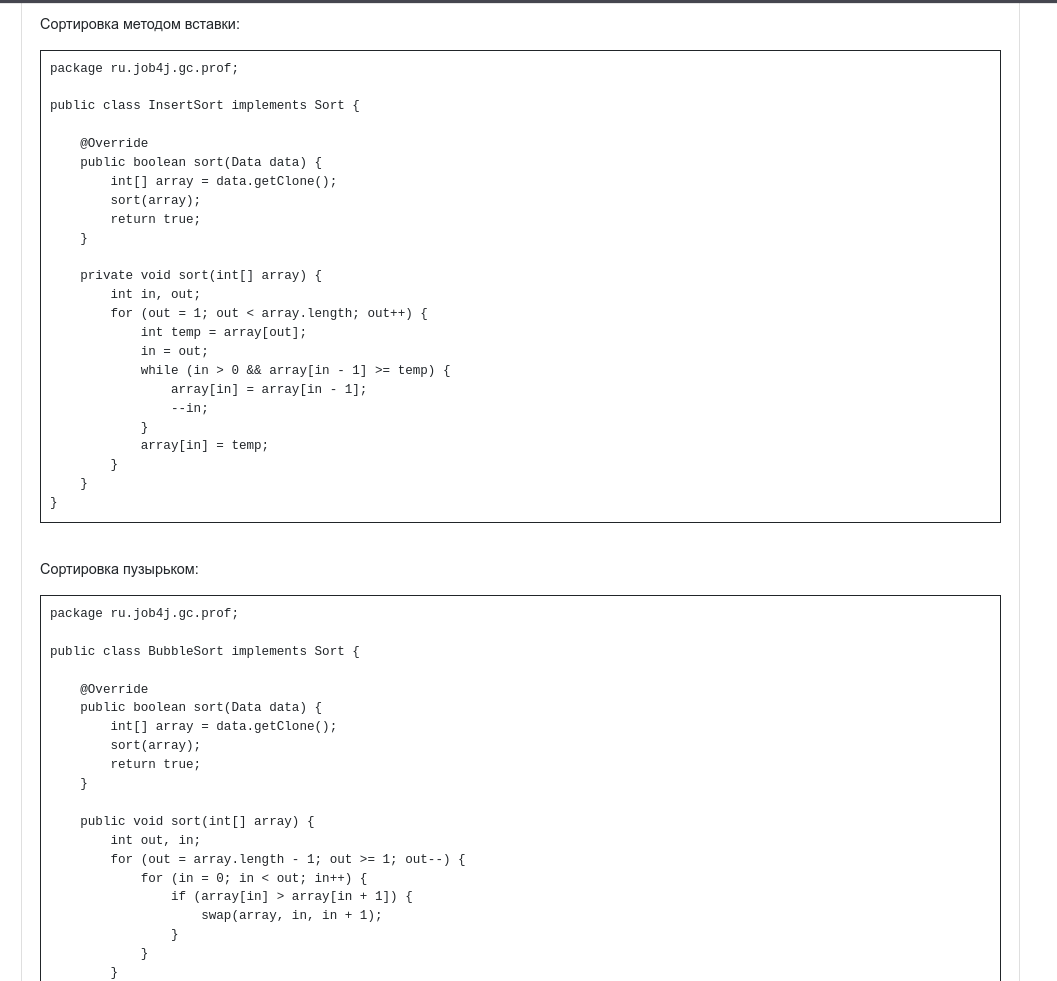 Сортировка методом вставки:
package ru.job4j.gc.prof;
public class InsertSort implements Sort {
    @Override
    public boolean sort(Data data) {
        int[] array = data.getClone();
        sort(array);
        return true;
    }
    private void sort(int[] array) {
        int in, out;
        for (out = 1; out < array.length; out++) {
            int temp = array[out];
            in = out;
            while (in > 0 && array[in - 1] >= temp) {
                array[in] = array[in - 1];
                --in;
            }
            array[in] = temp;
        }
    }
}
Сортировка пузырьком:
package ru.job4j.gc.prof;
public class BubbleSort implements Sort {
    @Override
    public boolean sort(Data data) {
        int[] array = data.getClone();
        sort(array);
        return true;
    }
    public void sort(int[] array) {
        int out, in;
        for (out = array.length - 1; out >= 1; out--) {
            for (in = 0; in < out; in++) {
                if (array[in] > array[in + 1]) {
                    swap(array, in, in + 1);
                }
            }
        }